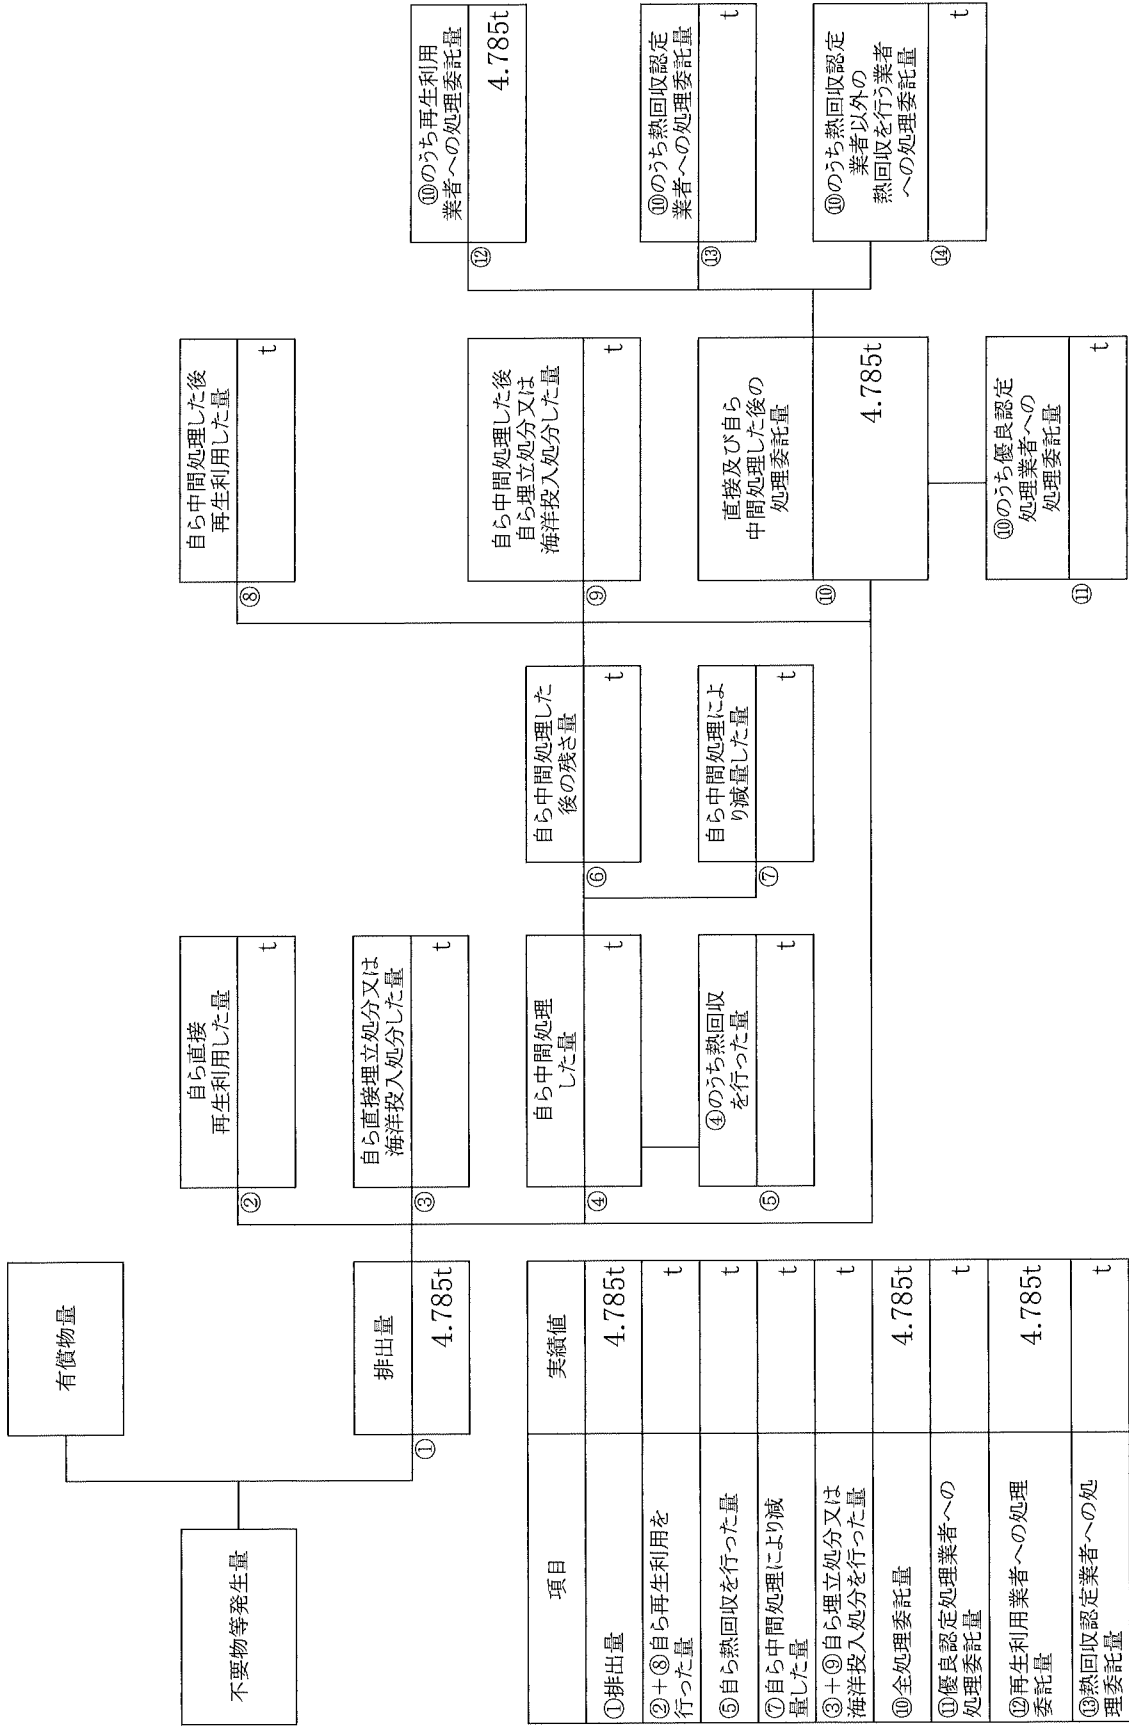 不要物等発生量
有償物量
①
排出量
4.785t
②
自ら直接
再生利用した量
t
③
自ら直接埋立処分又は
海洋投入処分した量
t
④
自ら中間処理
した量
t
⑤
④のうち熱回収
を行った量
t
⑥
自ら中間処理した
後の残さ量
t
⑦
自ら中間処理によ
り減量した量
t
⑧
自ら中間処理した後
再生利用した量
t
⑨
自ら中間処理した後
自ら埋立処分又は
海洋投入処分した量
t
⑩
直接及び自ら
中間処理した後の
処理委託量
4.785t
⑪
⑩のうち優良認定
処理業者への
処理委託量
t
⑫
⑩のうち再生利用
業者への処理委託量
4.785t
⑬
⑩のうち熱回収認定
業者への処理委託量
t
⑭
⑩のうち熱回収認定
業者以外の
熱回収を行う業者
への処理委託量
t
項目 実績値
①排出量 4.785t
②+⑧自ら再生利用を
行った量 t
⑤自ら熱回収を行った量 t
⑦自ら中間処理により減
量した量 t
③+⑨自ら埋立処分又は
海洋投入処分を行った量 t
⑩全処理委託量 4.785t
⑪優良認定処理業者への
処理委託量 t
⑫再生利用業者への処理
委託量 4.785t
⑬熱回収認定業者への処
理委託量 t